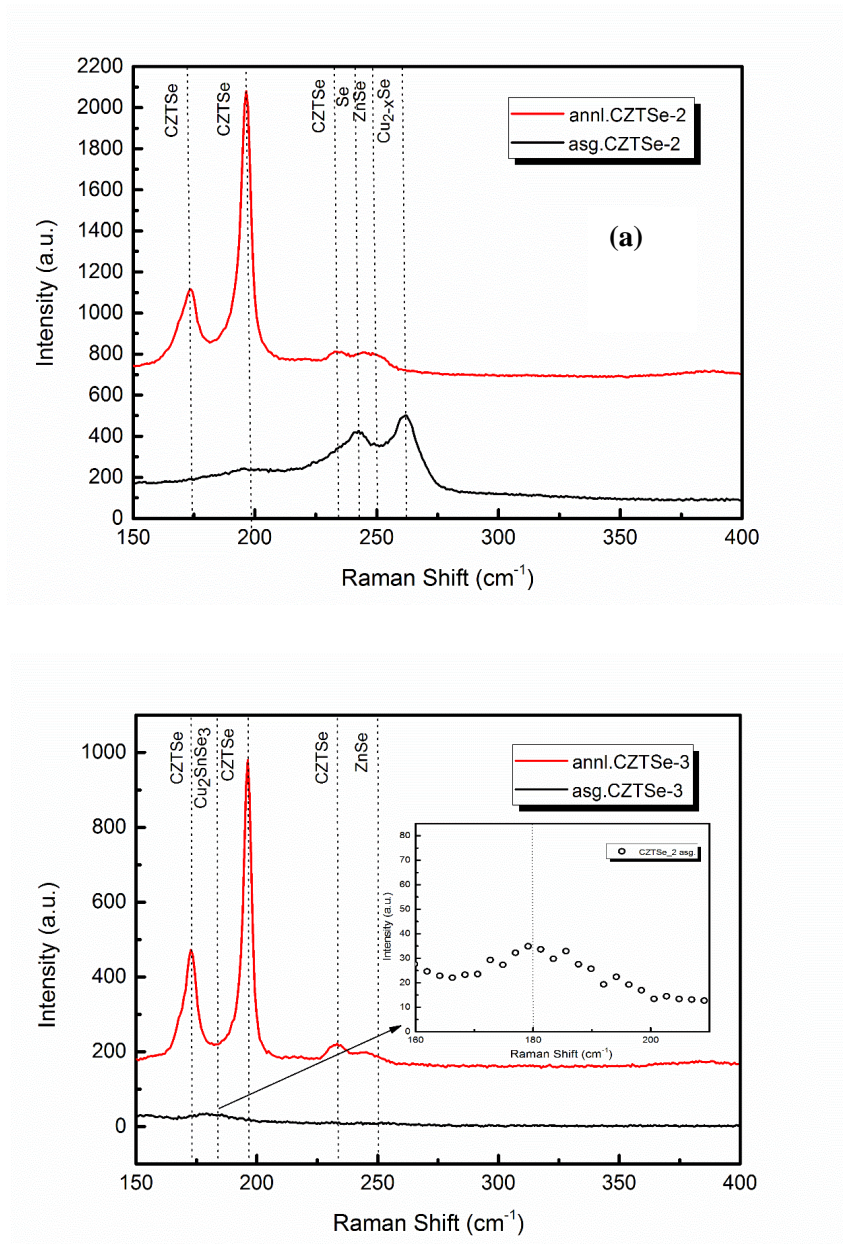 2200
2000
1800
1600
1400
1200
1000
800
600
400
200
0
Intensity (a.u.)
CZTSe
CZTSe
CZTSe
Se
ZnSe
Cu2-xSe
annl.CZTSe-2
asg.CZTSe-2
(a)
150 200 250 300 350 400
Raman Shift (cm-1)
1000
800
600
400
200
0
Intensity (a.u.)
CZTSe
Cu2SnSe3
CZTSe
CZTSe
ZnSe
annl.CZTSe-3
asg.CZTSe-3
80
70
60
50
40
30
20
10
0
Intensity (a.u.)
CZTSe_2 asg.
160 180 200
Raman Shift (cm-1)
150 200 250 300 350 400
Raman Shift (cm-1)